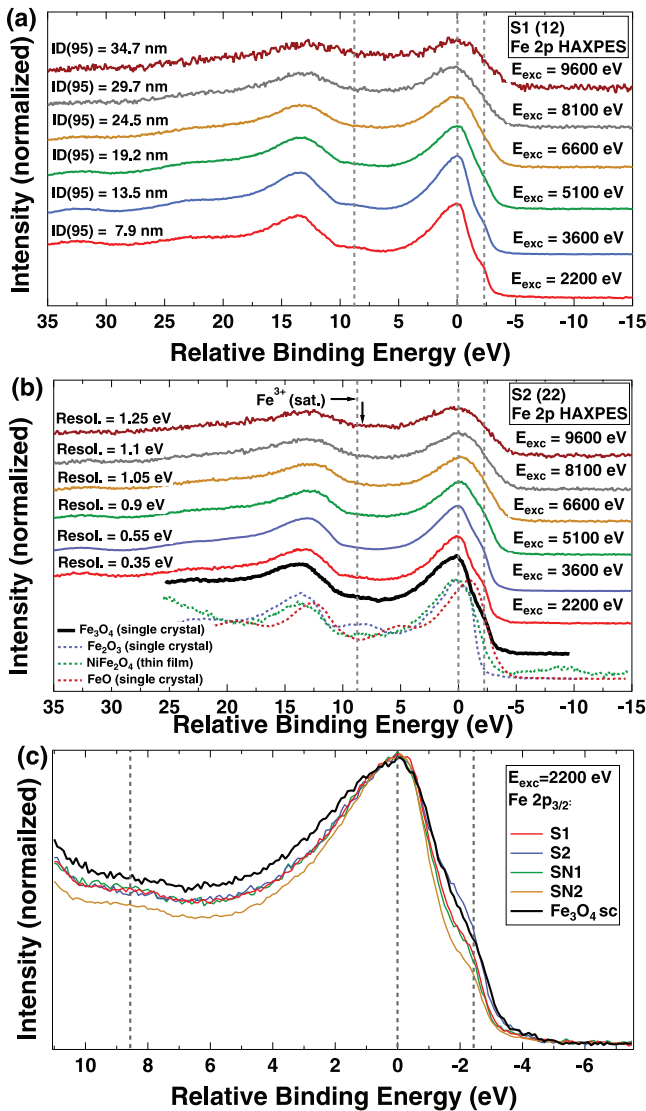 (a)
S1 (12)
Fe 2p HAXPES
ID(95) = 34.7 nm
E_exc = 9600 eV
ID(95) = 29.7 nm
E_exc = 8100 eV
ID(95) = 24.5 nm
E_exc = 6600 eV
ID(95) = 19.2 nm
E_exc = 5100 eV
ID(95) = 13.5 nm
E_exc = 3600 eV
ID(95) = 7.9 nm
E_exc = 2200 eV
Intensity (normalized)
35 30 25 20 15 10 5 0 -5 -10 -15
Relative Binding Energy (eV)
(b)
S2 (22)
Fe 2p HAXPES
Fe³⁺ (sat.)
Resol. = 1.25 eV
E_exc = 9600 eV
Resol. = 1.1 eV
E_exc = 8100 eV
Resol. = 1.05 eV
E_exc = 6600 eV
Resol. = 0.9 eV
E_exc = 5100 eV
Resol. = 0.55 eV
E_exc = 3600 eV
Resol. = 0.35 eV
E_exc = 2200 eV
Fe₃O₄ (single crystal)
Fe₂O₃ (single crystal)
NiFe₂O₄ (thin film)
FeO (single crystal)
Intensity (normalized)
35 30 25 20 15 10 5 0 -5 -10 -15
Relative Binding Energy (eV)
(c)
E_exc=2200 eV
Fe 2p₃/₂:
S1
S2
SN1
SN2
Fe₃O₄ sc
Intensity (normailzed)
10 8 6 4 2 0 -2 -4 -6
Relative Binding Energy (eV)